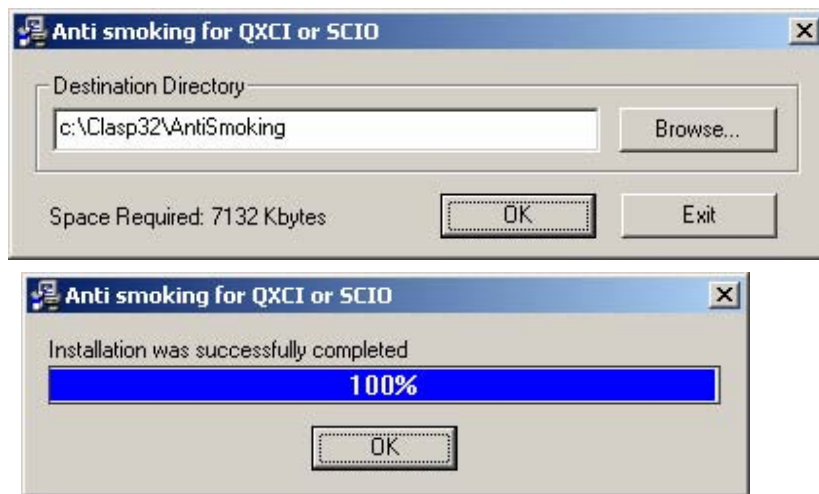 Anti smoking for QXCI or SCIO
Destination Directory
c:\Clasp32\AntiSmoking
Browse...
Space Required: 7132 Kbytes
OK
Exit
Anti smoking for QXCI or SCIO
Installation was successfully completed
100%
OK